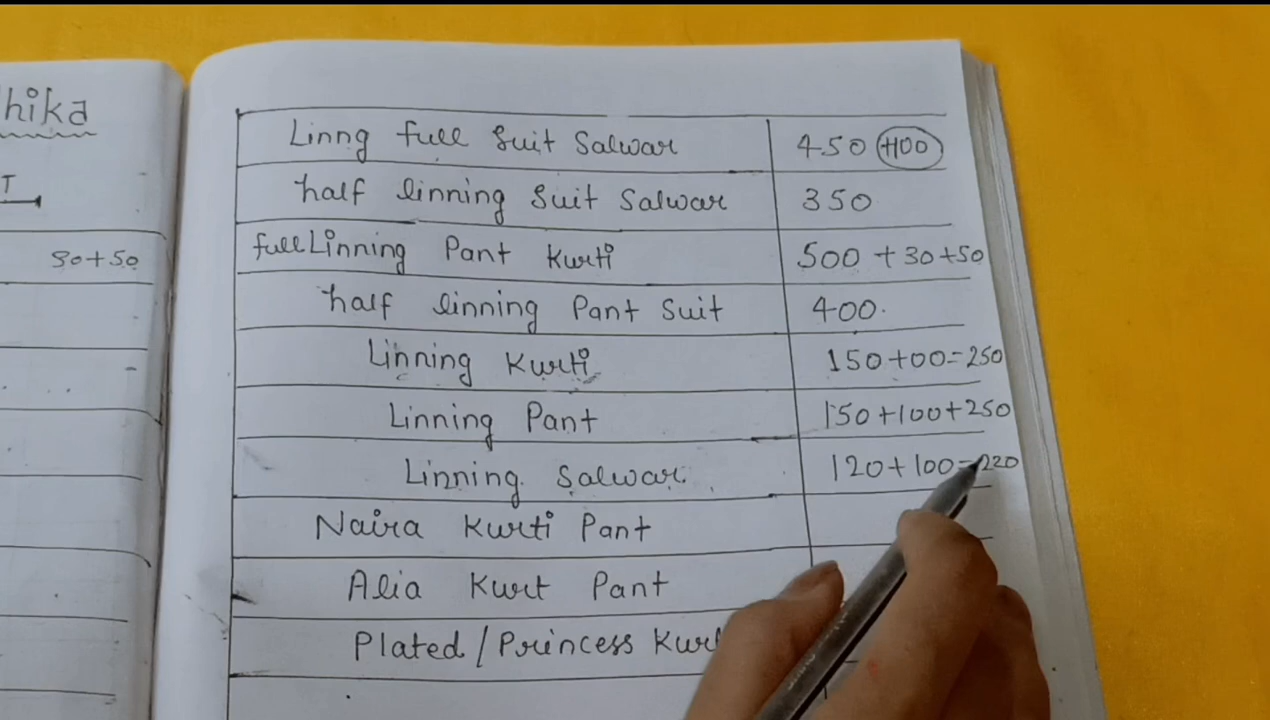 hika
T
30+50
Linng full Suit Salwar 450 +100
half linning Suit Salwar 350
full Linning Pant Kurti 500 +30+50
half linning Pant Suit 400.
Linning Kurti 150+00=250
Linning Pant 150+100+250
Linning Salwar 120+100=220
Naira Kurti Pant
Alia Kurt Pant
Plated / Princess